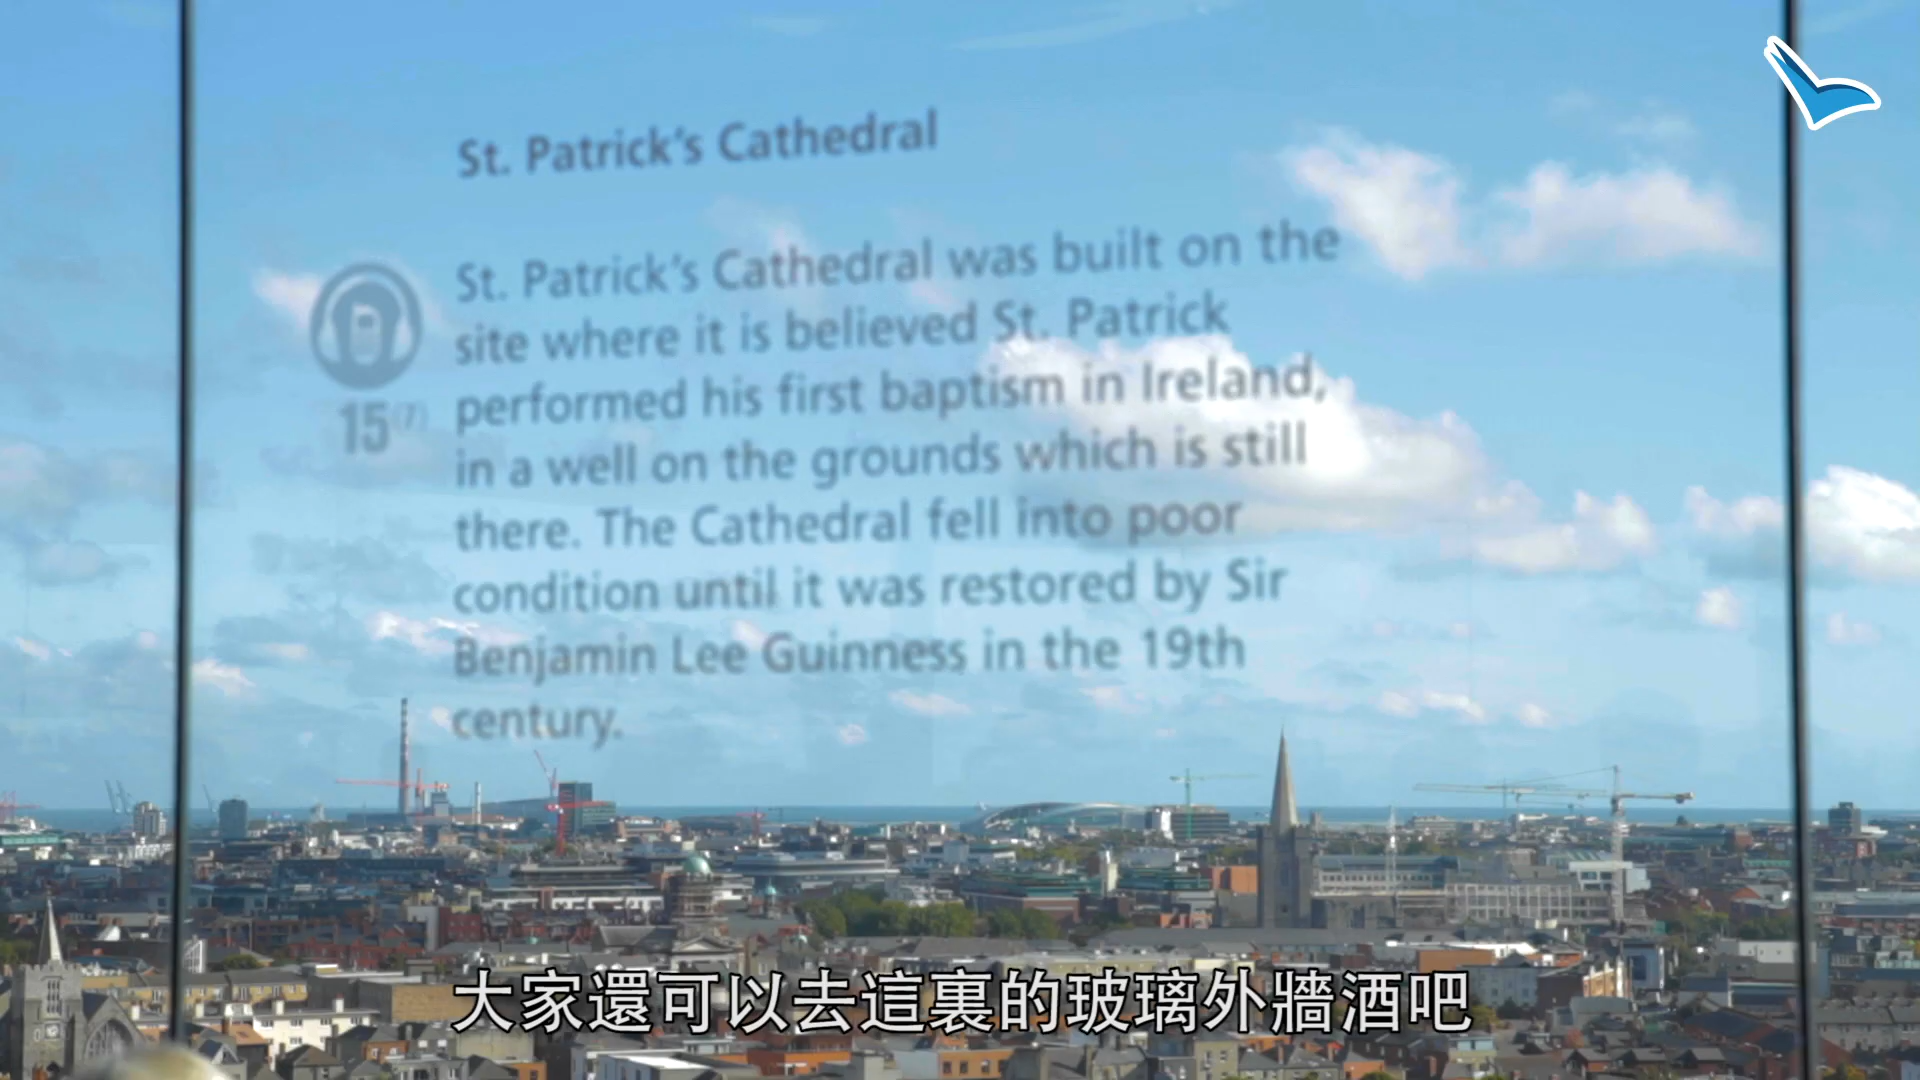 St. Patrick's Cathedral
St. Patrick's Cathedral was built on the
site where it is believed St. Patrick
performed his first baptism in Ireland,
in a well on the grounds which is still
there. The Cathedral fell into poor
condition until it was restored by Sir
Benjamin Lee Guinness in the 19th
century.
15(7)
大家還可以去這裏的玻璃外牆酒吧